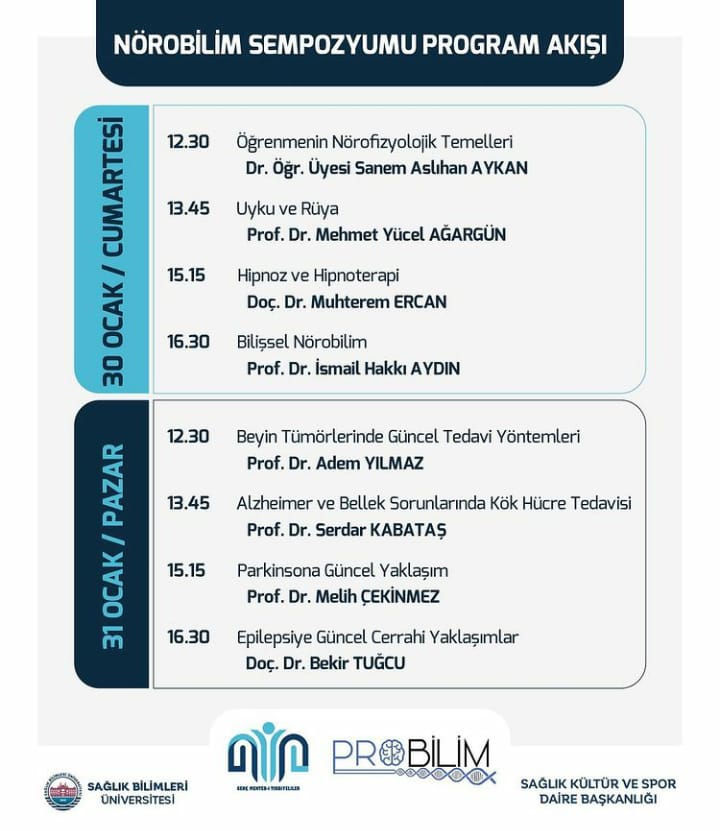 NÖROBİLİM SEMPOZYUMU PROGRAM AKIŞI
30 OCAK / CUMARTESİ
12.30 Öğrenmenin Nörofizyolojik Temelleri
Dr. Öğr. Üyesi Sanem Aslıhan AYKAN
13.45 Uyku ve Rüya
Prof. Dr. Mehmet Yücel AĞARGÜN
15.15 Hipnoz ve Hipnoterapi
Doç. Dr. Muhterem ERCAN
16.30 Bilişsel Nörobilim
Prof. Dr. İsmail Hakkı AYDIN
31 OCAK / PAZAR
12.30 Beyin Tümörlerinde Güncel Tedavi Yöntemleri
Prof. Dr. Adem YILMAZ
13.45 Alzheimer ve Bellek Sorunlarında Kök Hücre Tedavisi
Prof. Dr. Serdar KABATAŞ
15.15 Parkinsona Güncel Yaklaşım
Prof. Dr. Melih ÇEKİNMEZ
16.30 Epilepsiye Güncel Cerrahi Yaklaşımlar
Doç. Dr. Bekir TUĞCU
SAĞLIK BİLİMLERİ
ÜNİVERSİTESİ
GENÇ MEKTEB-İ TIBBİYELİLER
PROBİLİM
SAĞLIK KÜLTÜR VE SPOR
DAİRE BAŞKANLIĞI